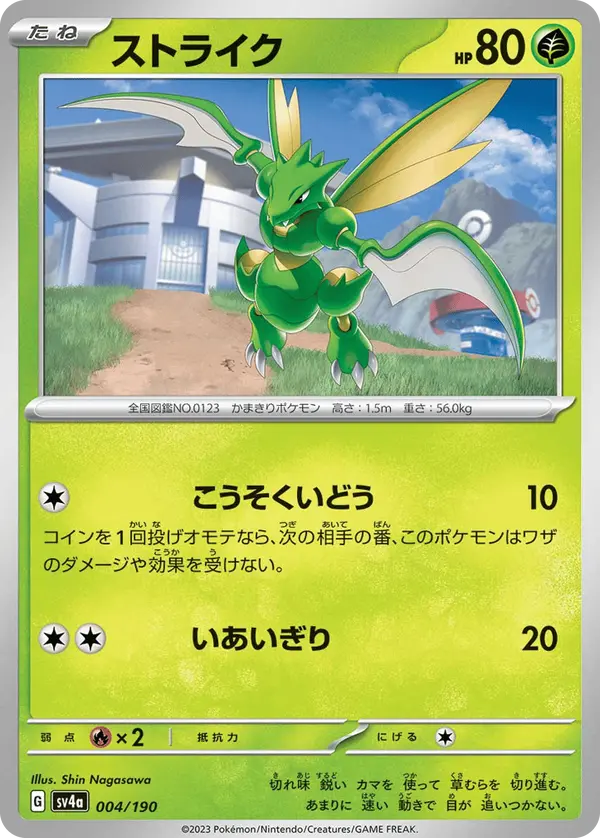 たね
ストライク
HP80
全国図鑑NO.0123 かまきりポケモン 高さ:1.5m 重さ:56.0kg
こうそくいどう 10
コインを1回投げオモテなら、次の相手の番、このポケモンはワザ
のダメージや効果を受けない。
いあいぎり 20
弱点 ×2 抵抗力 にげる
Illus. Shin Nagasawa
G sv4a 004/190
切れ味 鋭い カマを 使って 草むらを 切り進む。
あまりに 速い 動きで 目が 追いつかない。
©2023 Pokémon/Nintendo/Creatures/GAME FREAK.